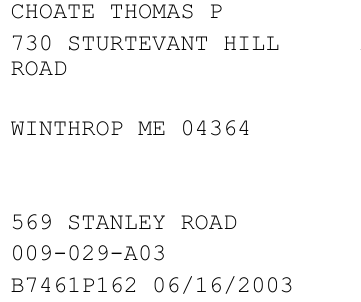 CHOATE THOMAS P
730 STURTEVANT HILL
ROAD
WINTHROP ME 04364
569 STANLEY ROAD
009-029-A03
B7461P162 06/16/2003